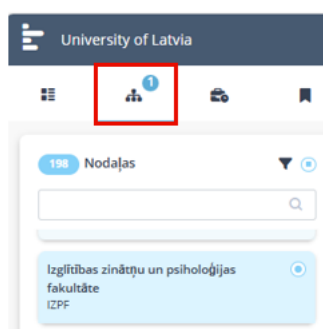 University of Latvia
1
198 Nodaļas
Izglītības zinātņu un psiholoģijas
fakultāte
IZPF